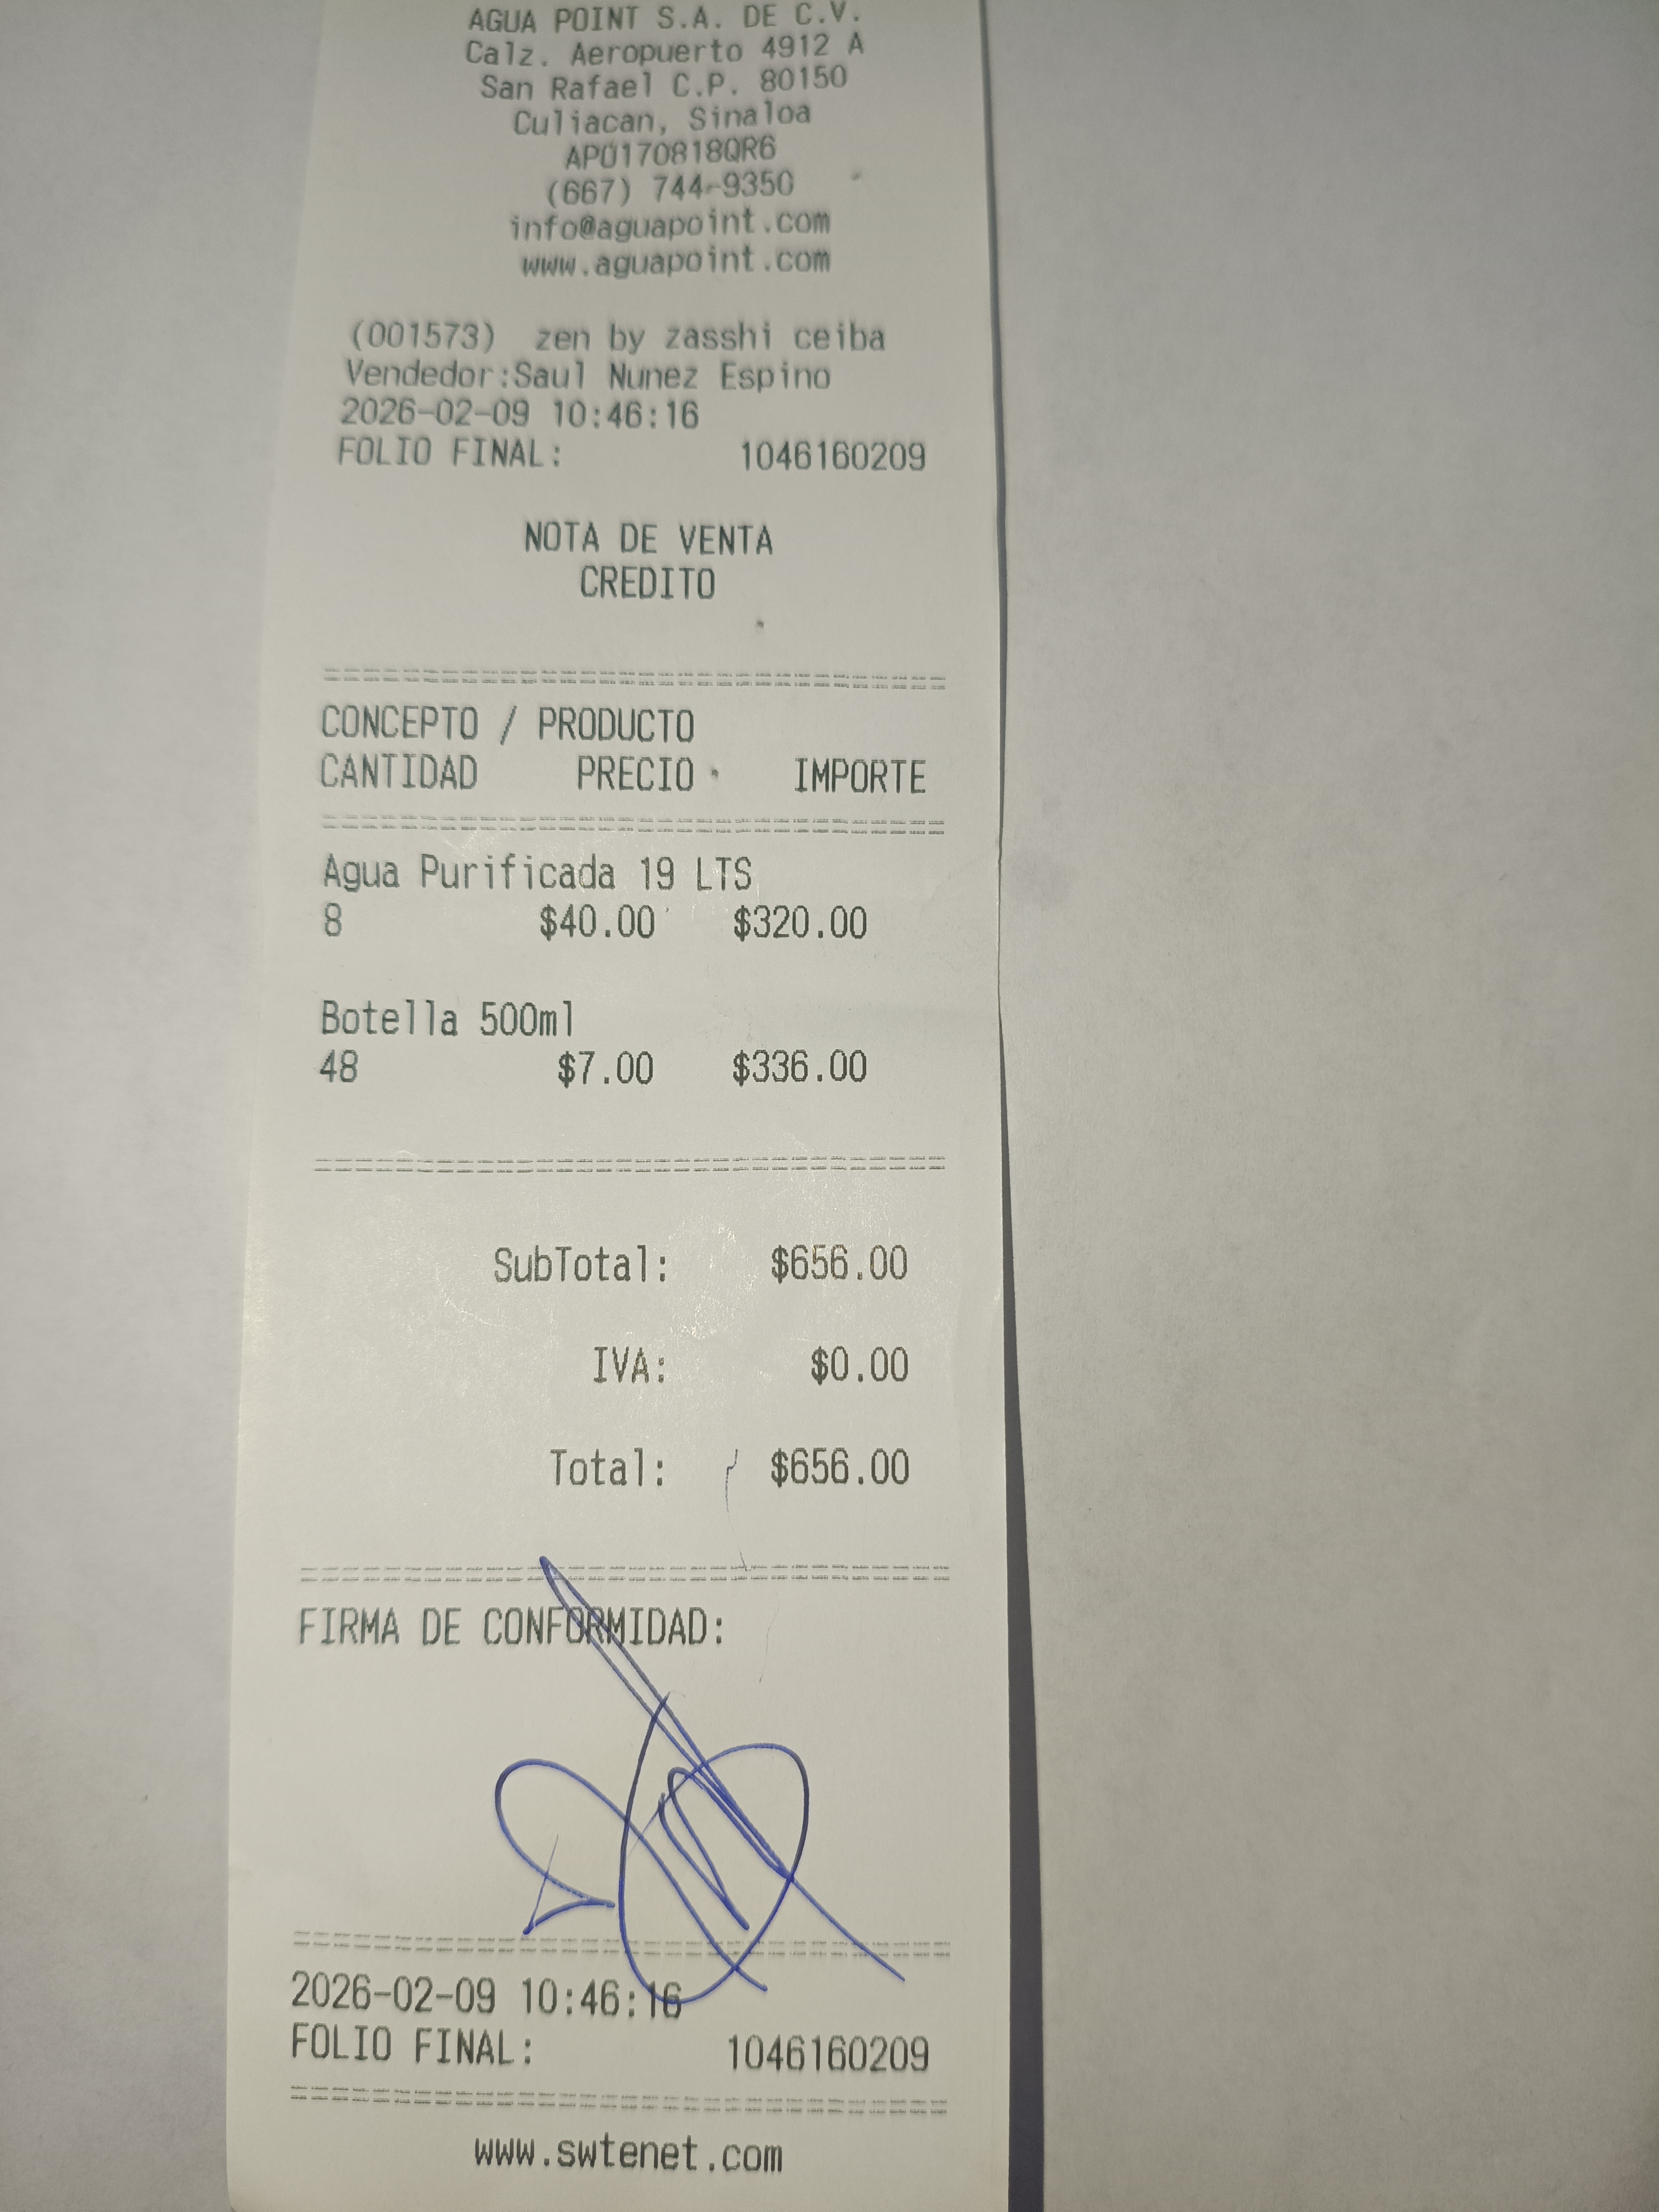 AGUA POINT S.A. DE C.V.
Calz. Aeropuerto 4912 A
San Rafael C.P. 80150
Culiacan, Sinaloa
APO170818QR6
(667) 744-9350
info@aguapoint.com
www.aguapoint.com
(001573) zen by zasshi ceiba
Vendedor:Saul Nunez Espino
2026-02-09 10:46:16
FOLIO FINAL: 1046160209
NOTA DE VENTA
CREDITO
CONCEPTO / PRODUCTO
CANTIDAD PRECIO IMPORTE
Agua Purificada 19 LTS
8 $40.00 $320.00
Botella 500ml
48 $7.00 $336.00
SubTotal: $656.00
IVA: $0.00
Total: $656.00
FIRMA DE CONFORMIDAD:
2026-02-09 10:46:16
FOLIO FINAL: 1046160209
www.swtenet.com